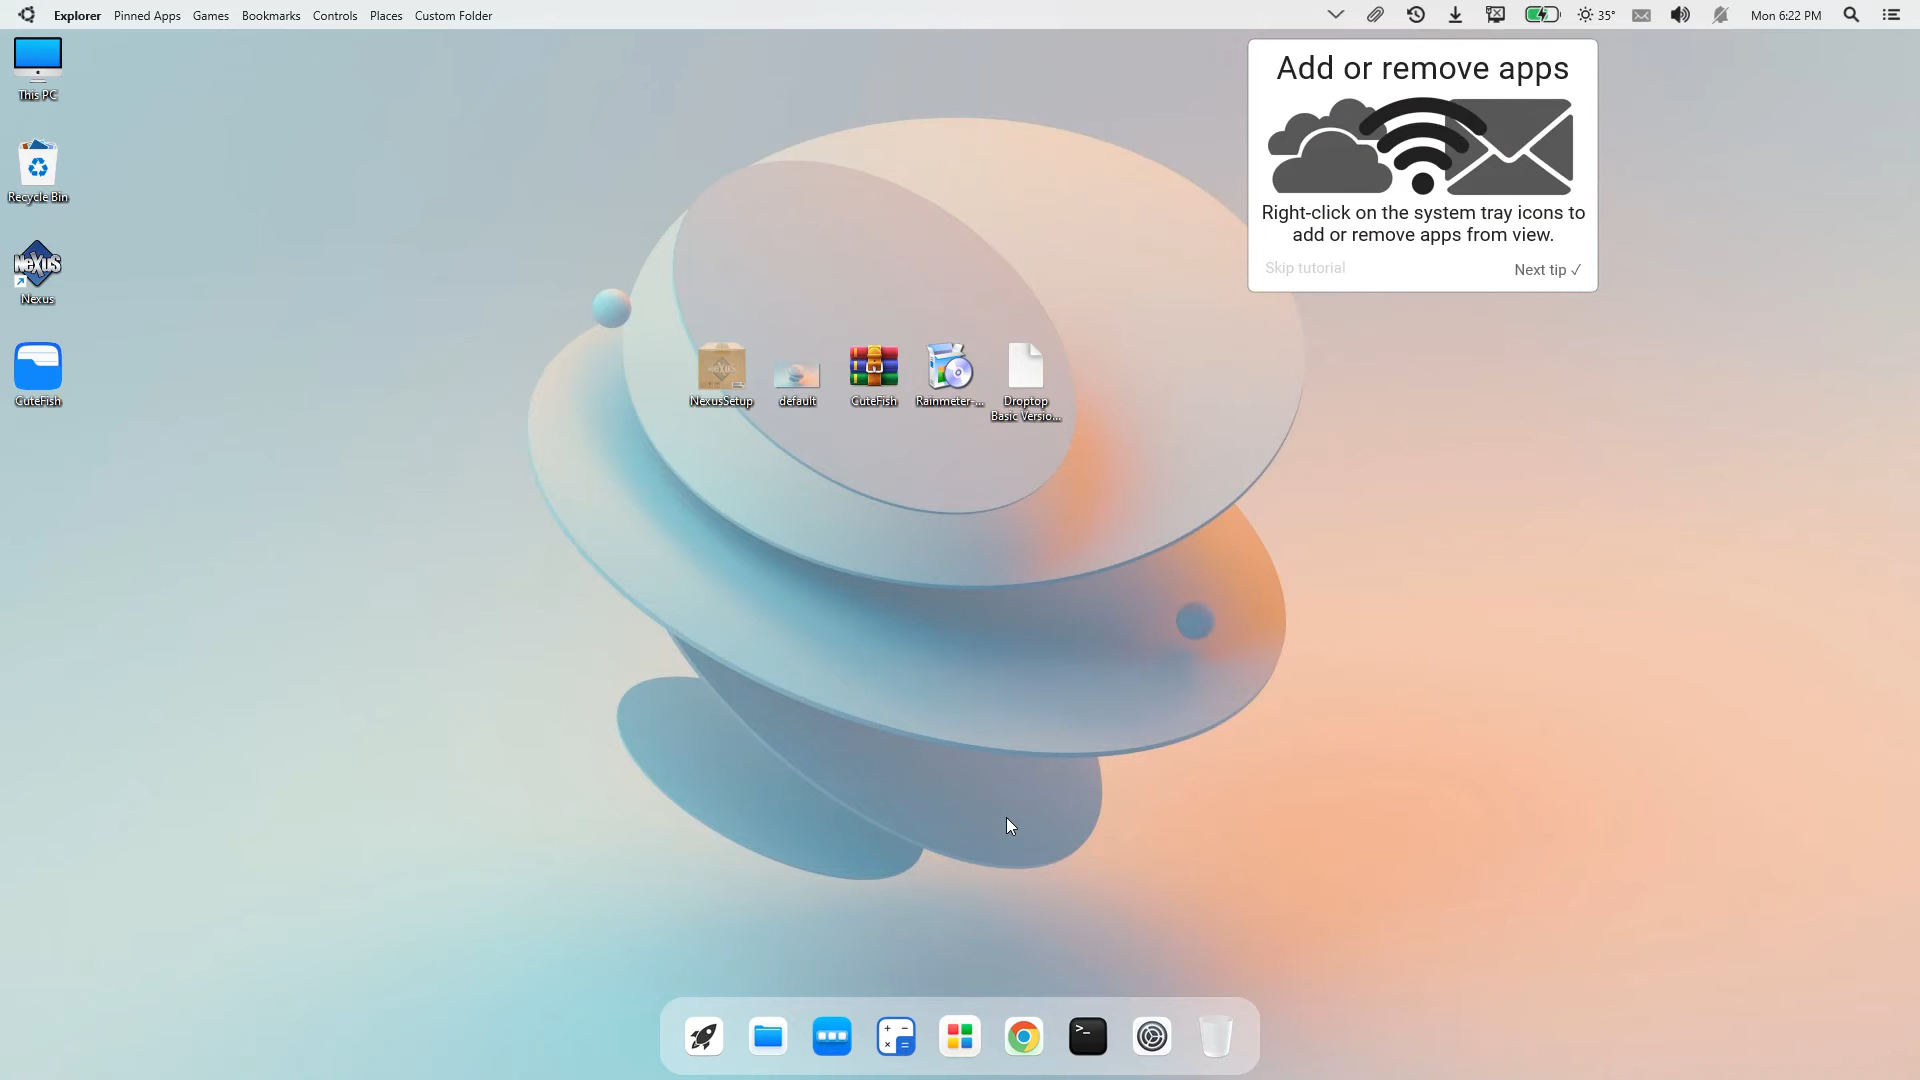 Explorer Pinned Apps Games Bookmarks Controls Places Custom Folder 35° Mon 6:22 PM
This PC
Recycle Bin
NEXUS
Nexus
CuteFish
Add or remove apps
Right-click on the system tray icons to
add or remove apps from view.
Skip tutorial Next tip ✓
NexusSetup default CuteFish Rainmeter-... Droptop
Basic Versio...